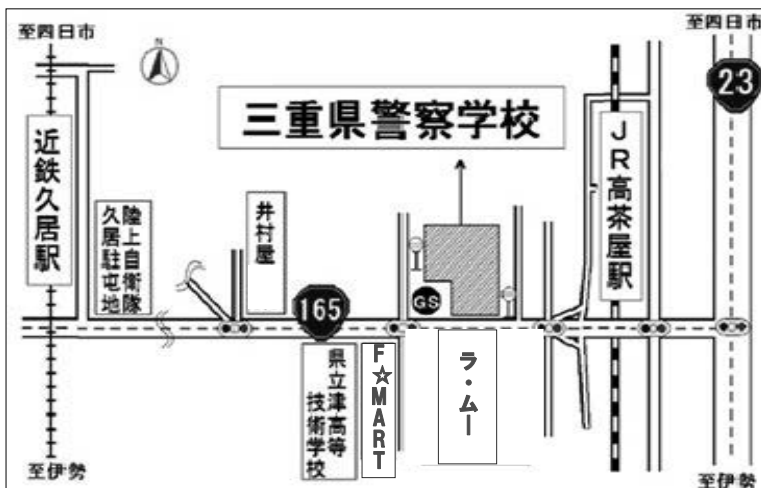 至四日市
N
至四日市
23
三重県警察学校
近鉄久居駅
陸上自衛隊
久居駐屯地
井村屋
JR高茶屋駅
165
GS
県立津高等
技術学校
F☆MART
ラ・ムー
至伊勢
至伊勢